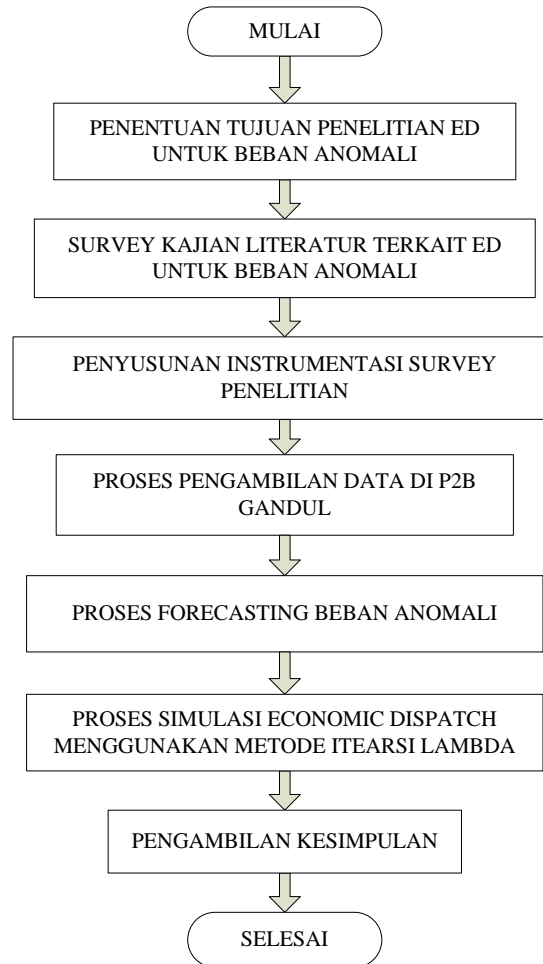 MULAI
PENENTUAN TUJUAN PENELITIAN ED
UNTUK BEBAN ANOMALI
SURVEY KAJIAN LITERATUR TERKAIT ED
UNTUK BEBAN ANOMALI
PENYUSUNAN INSTRUMENTASI SURVEY
PENELITIAN
PROSES PENGAMBILAN DATA DI P2B
GANDUL
PROSES FORECASTING BEBAN ANOMALI
PROSES SIMULASI ECONOMIC DISPATCH
MENGGUNAKAN METODE ITEARSI LAMBDA
PENGAMBILAN KESIMPULAN
SELESAI